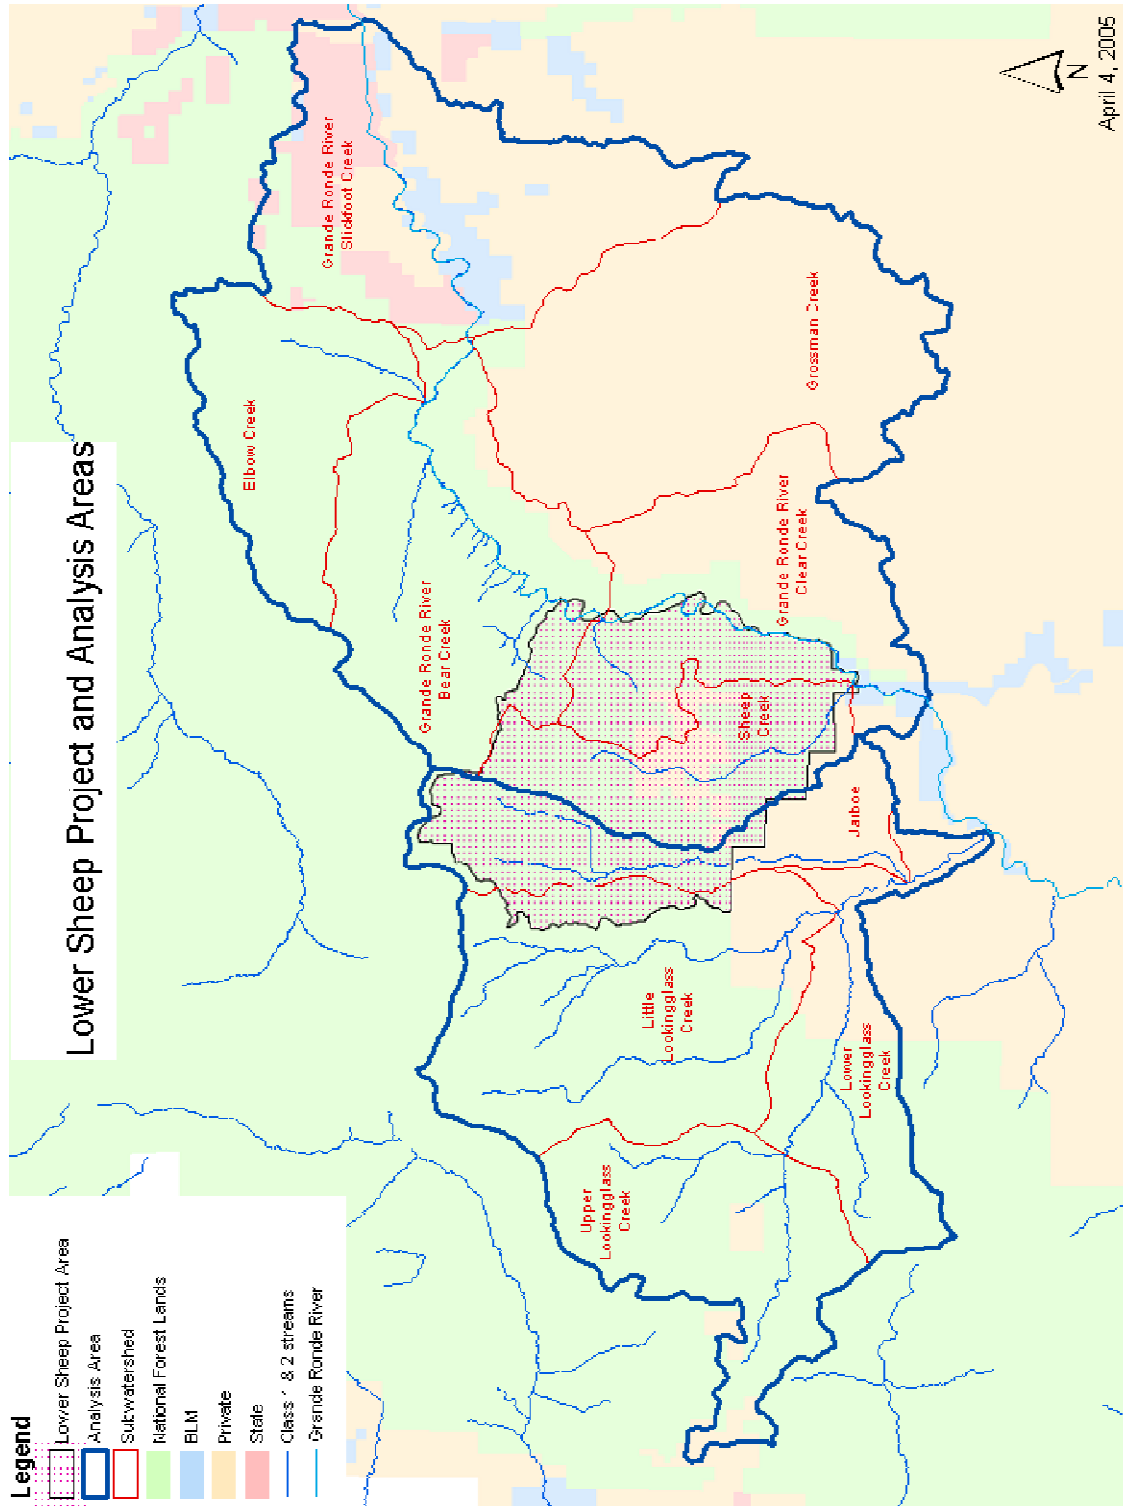 Lower Sheep Project and Analysis Areas
Legend
Lower Sheep Project Area
Analysis Area
Subwatershed
National Forest Lands
BLM
Private
State
Class 1 & 2 streams
Grande Ronde River
Upper
Lookingglass
Creek
Little
Lookingglass
Creek
Lower
Lookingglass
Creek
Jarboe
Sheep
Creek
Grande Ronde River
Bear Creek
Elbow Creek
Grande Ronde River
Clear Creek
Grossman Creek
Grande Ronde River
Slickfoot Creek
N
April 4, 2005